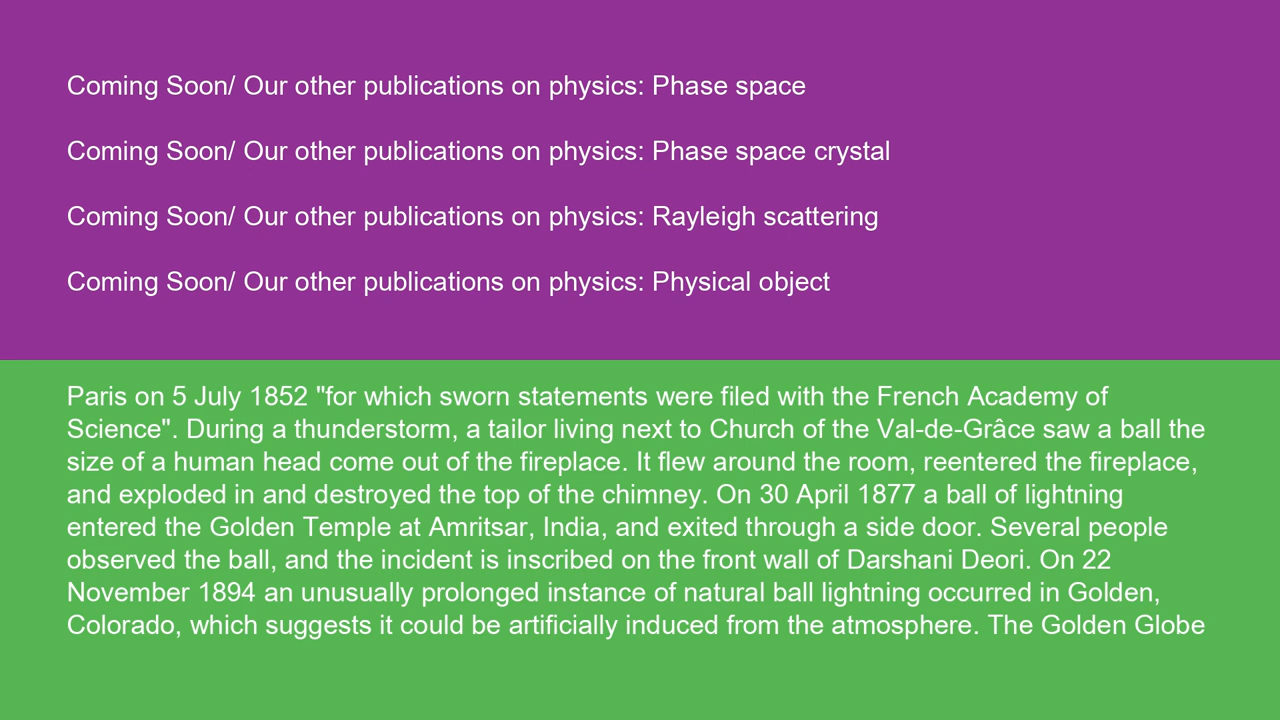 Coming Soon/ Our other publications on physics: Phase space
Coming Soon/ Our other publications on physics: Phase space crystal
Coming Soon/ Our other publications on physics: Rayleigh scattering
Coming Soon/ Our other publications on physics: Physical object
Paris on 5 July 1852 "for which sworn statements were filed with the French Academy of
Science". During a thunderstorm, a tailor living next to Church of the Val-de-Grâce saw a ball the
size of a human head come out of the fireplace. It flew around the room, reentered the fireplace,
and exploded in and destroyed the top of the chimney. On 30 April 1877 a ball of lightning
entered the Golden Temple at Amritsar, India, and exited through a side door. Several people
observed the ball, and the incident is inscribed on the front wall of Darshani Deori. On 22
November 1894 an unusually prolonged instance of natural ball lightning occurred in Golden,
Colorado, which suggests it could be artificially induced from the atmosphere. The Golden Globe